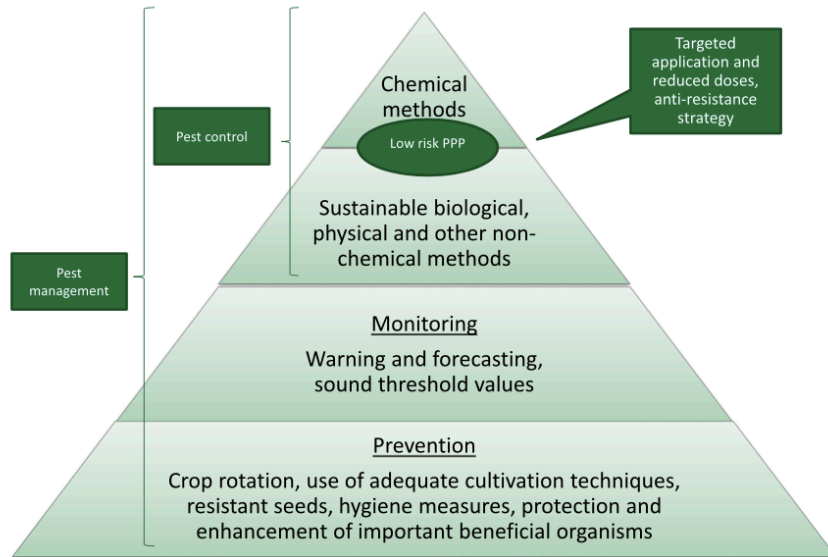 Chemical
methods
Targeted
application and
reduced doses,
anti-resistance
strategy
Pest control
Low risk PPP
Sustainable biological,
physical and other non-
chemical methods
Pest
management
Monitoring
Warning and forecasting,
sound threshold values
Prevention
Crop rotation, use of adequate cultivation techniques,
resistant seeds, hygiene measures, protection and
enhancement of important beneficial organisms